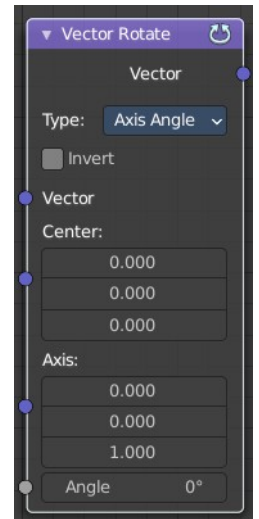 Vector Rotate
Vector
Type: Axis Angle
Invert
Vector
Center:
0.000
0.000
0.000
Axis:
0.000
0.000
1.000
Angle 0°